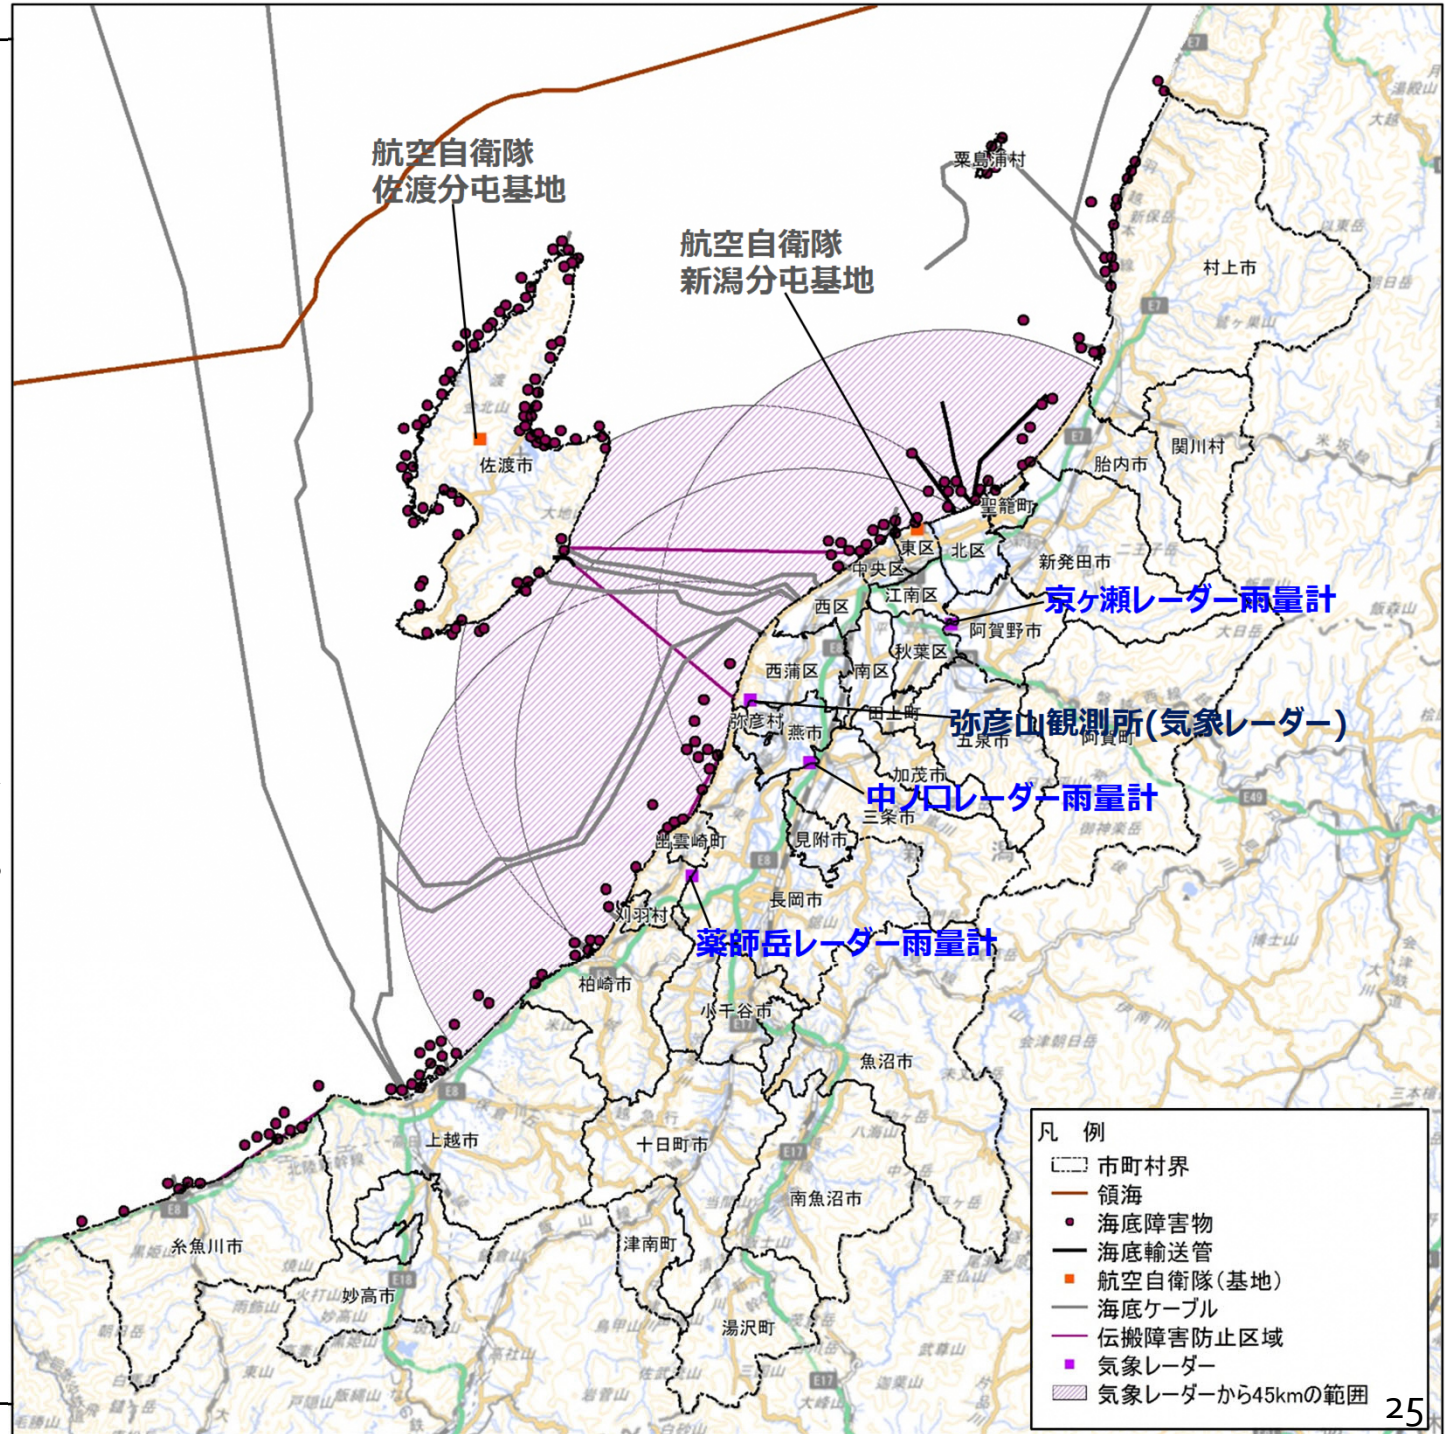 航空自衛隊
佐渡分屯基地
粟島浦村
航空自衛隊
新潟分屯基地
村上市
E7
E7
E7
佐渡市
関川村
胎内市
聖籠町
東区
北区
中央区
新発田市
江南区
西区
京ヶ瀬レーダー雨量計
阿賀野市
秋葉区
西蒲区
南区
田上町
弥彦山観測所(気象レーダー)
弥彦村
燕市
五泉市
阿賀町
加茂市
中ノ口レーダー雨量計
三条市
E49
出雲崎町
見附市
E8
長岡市
刈羽村
薬師岳レーダー雨量計
柏崎市
小千谷市
E17
魚沼市
E8
上越市
十日町市
E17
南魚沼市
E8
糸魚川市
津南町
E18
妙高市
湯沢町
E17
凡 例
市町村界
領海
海底障害物
海底輸送管
航空自衛隊(基地)
海底ケーブル
伝搬障害防止区域
気象レーダー
気象レーダーから45kmの範囲
25